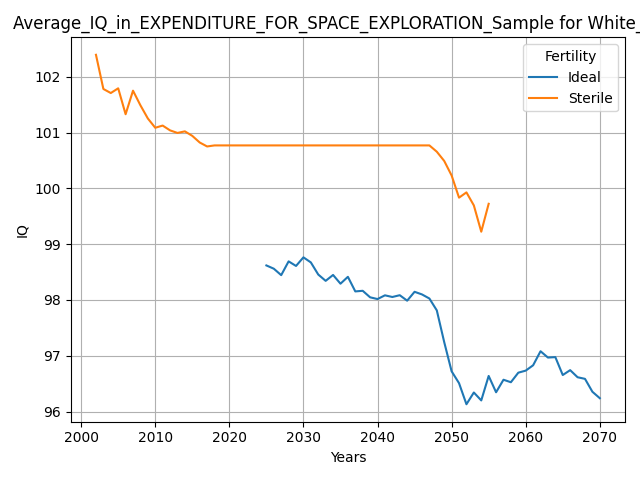 Average_IQ_in_EXPENDITURE_FOR_SPACE_EXPLORATION_Sample for White_
Fertility
Ideal
Sterile
102
101
100
99
98
97
96
IQ
2000 2010 2020 2030 2040 2050 2060 2070
Years